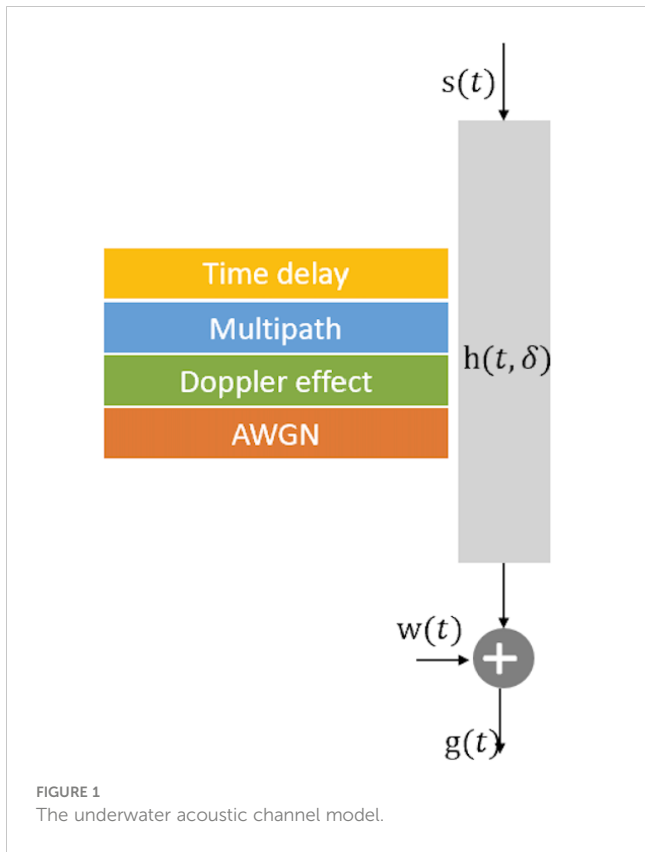 s(t)
Time delay
Multipath
h(t, δ)
Doppler effect
AWGN
w(t)
+
g(t)
FIGURE 1
The underwater acoustic channel model.